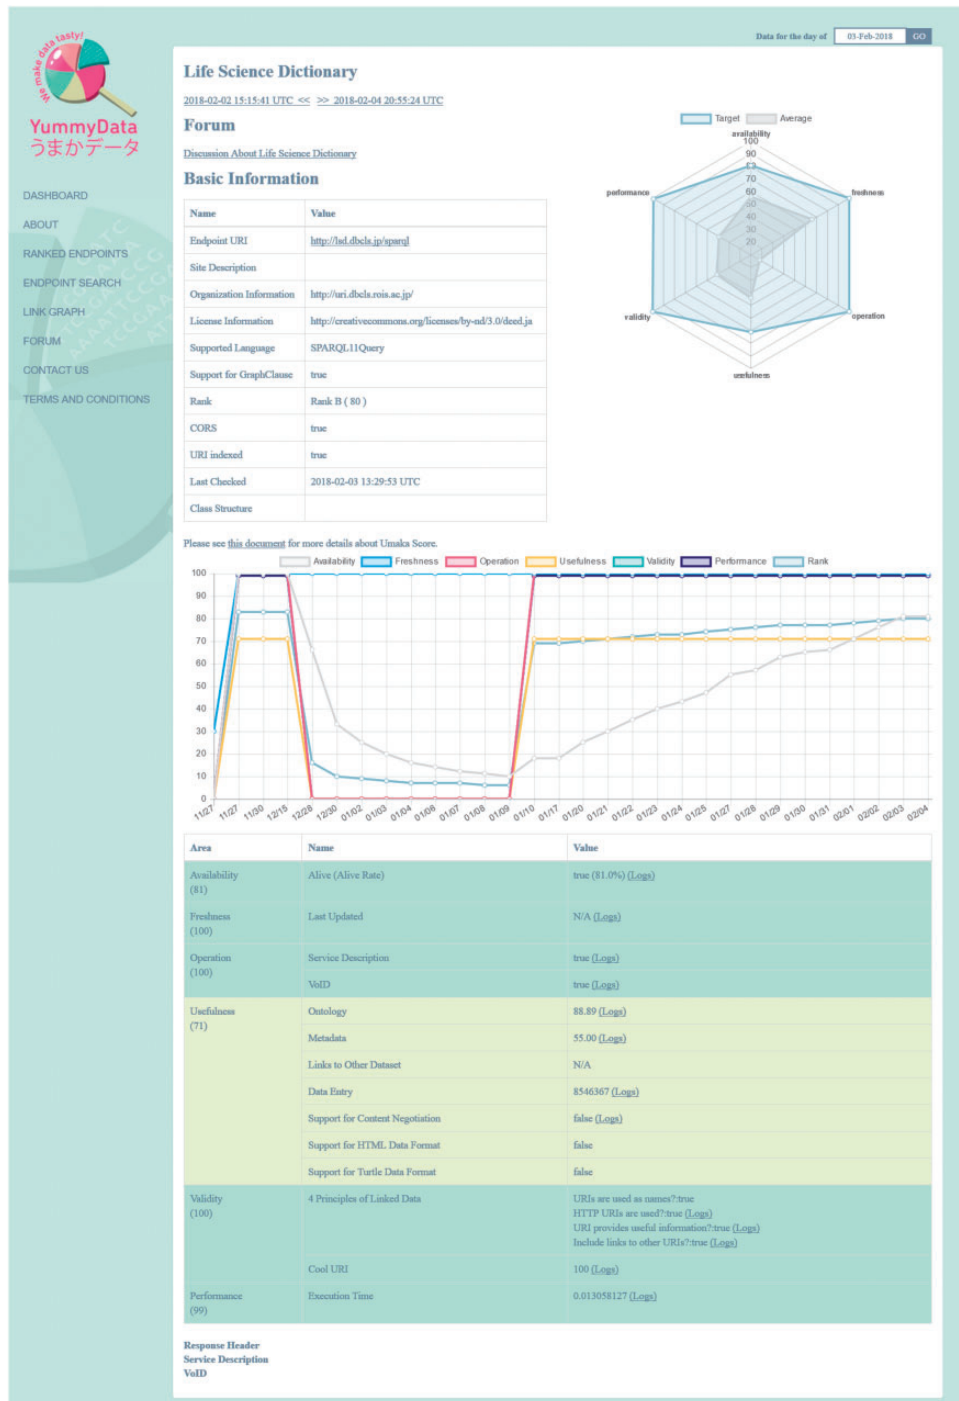 We make data tasty!
YummyData
うまかデータ
DASHBOARD
ABOUT
RANKED ENDPOINTS
ENDPOINT SEARCH
LINK GRAPH
FORUM
CONTACT US
TERMS AND CONDITIONS
Data for the day of 03-Feb-2018 GO
Life Science Dictionary
2018-02-02 15:15:41 UTC << >> 2018-02-04 20:55:24 UTC
Forum
Discussion About Life Science Dictionary
Basic Information
Name Value
Endpoint URI http://lsd.dbcls.jp/sparql
Site Description
Organization Information http://uri.dbcls.rois.ac.jp/
License Information http://creativecommons.org/licenses/by-nd/3.0/deed.ja
Supported Language SPARQL11Query
Support for GraphClause true
Rank Rank B ( 80 )
CORS true
URI indexed true
Last Checked 2018-02-03 13:29:53 UTC
Class Structure
Target Average
availability
100
90
80
70
60
50
40
30
20
performance
freshness
validity
operation
usefulness
Please see this document for more details about Umaka Score.
Availability Freshness Operation Usefulness Validity Performance Rank
100
90
80
70
60
50
40
30
20
10
0
11/27 11/27 11/30 12/15 12/28 12/30 01/02 01/03 01/04 01/06 01/07 01/08 01/09 01/10 01/17 01/20 01/21 01/22 01/23 01/24 01/25 01/27 01/28 01/29 01/30 01/31 02/01 02/02 02/03 02/04
Area Name Value
Availability (81) Alive (Alive Rate) true (81.0%) (Logs)
Freshness (100) Last Updated N/A (Logs)
Operation (100) Service Description true (Logs)
VoID true (Logs)
Usefulness (71) Ontology 88.89 (Logs)
Metadata 55.00 (Logs)
Links to Other Dataset N/A
Data Entry 8546367 (Logs)
Support for Content Negotiation false (Logs)
Support for HTML Data Format false
Support for Turtle Data Format false
Validity (100) 4 Principles of Linked Data URIs are used as names?:true
HTTP URIs are used?:true (Logs)
URI provides useful information?:true (Logs)
Include links to other URIs?:true (Logs)
Cool URI 100 (Logs)
Performance (99) Execution Time 0.013058127 (Logs)
Response Header
Service Description
VoID